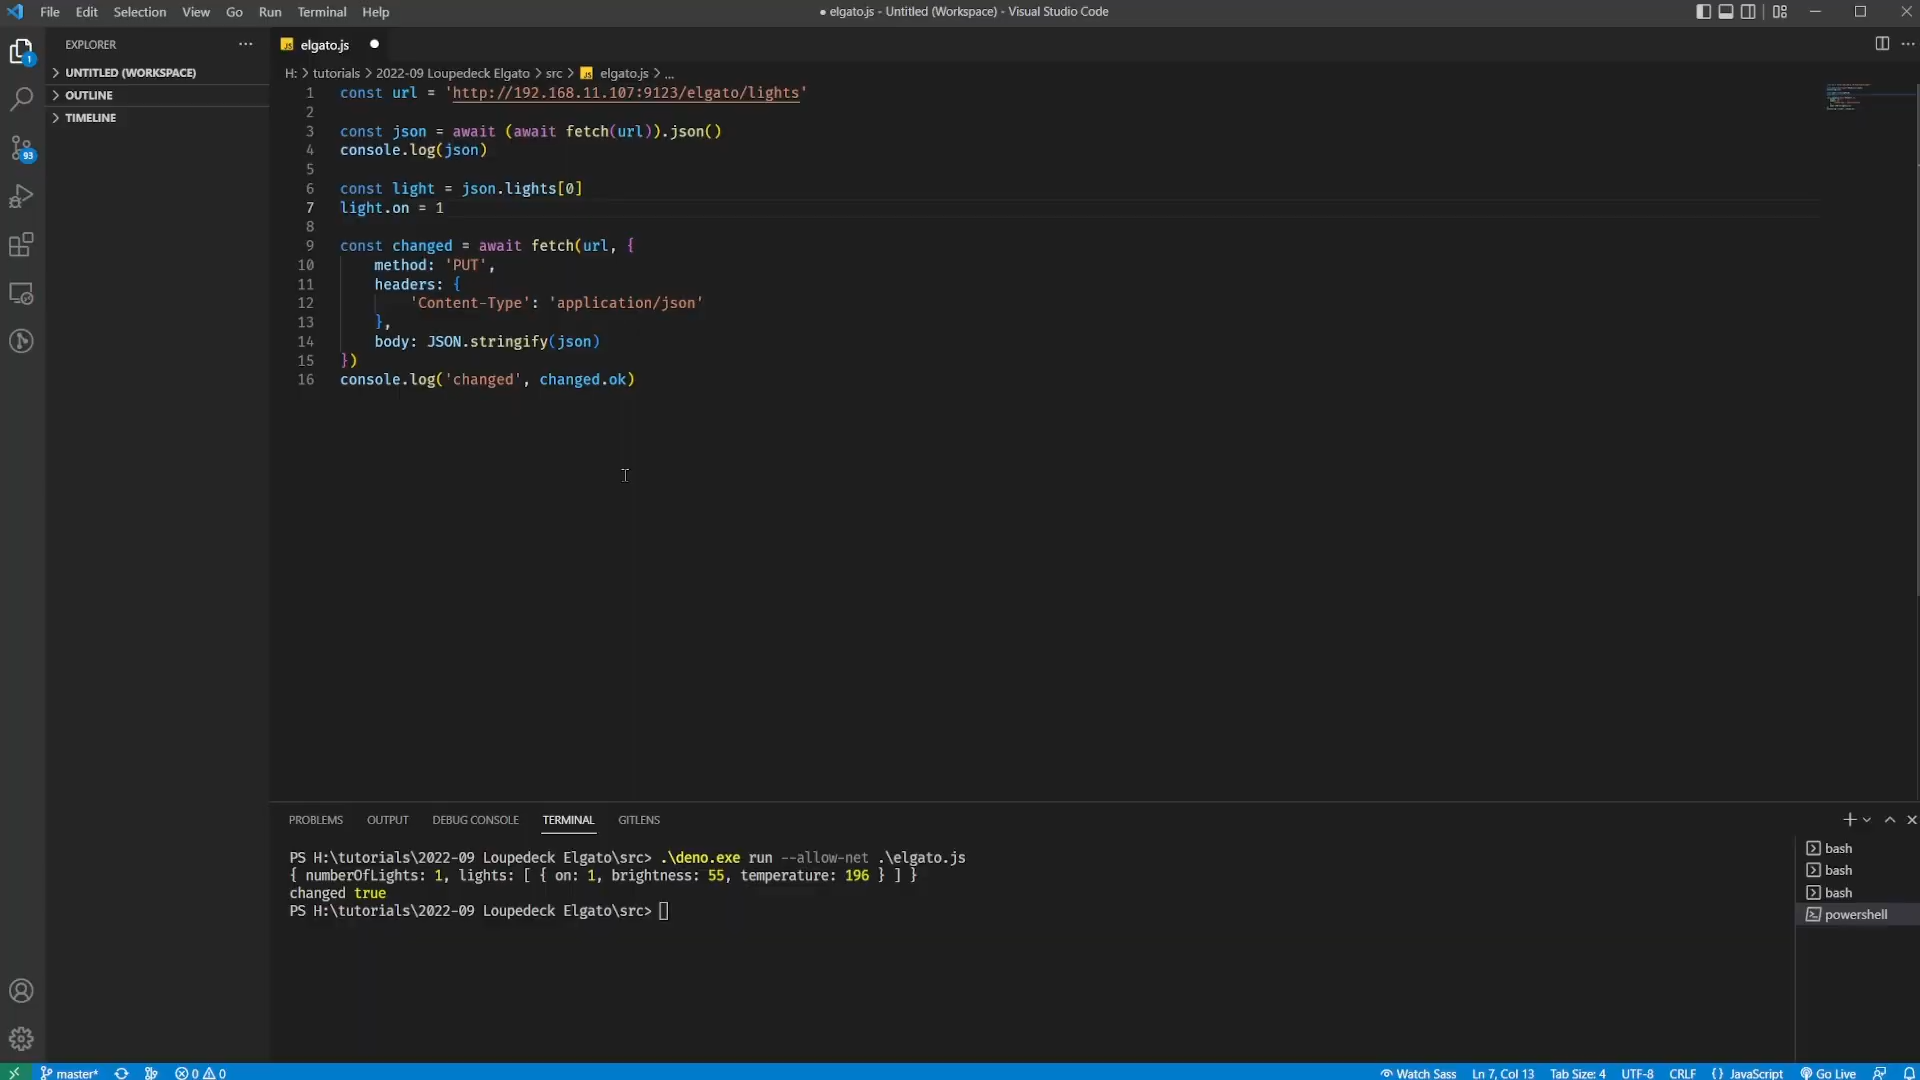 File Edit Selection View Go Run Terminal Help
● elgato.js - Untitled (Workspace) - Visual Studio Code
EXPLORER
UNTITLED (WORKSPACE)
OUTLINE
TIMELINE
1
93
JS elgato.js
H: > tutorials > 2022-09 Loupedeck Elgato > src > JS elgato.js > ...
1 const url = 'http://192.168.11.107:9123/elgato/lights'
2
3 const json = await (await fetch(url)).json()
4 console.log(json)
5
6 const light = json.lights[0]
7 light.on = 1
8
9 const changed = await fetch(url, {
10 method: 'PUT',
11 headers: {
12 'Content-Type': 'application/json'
13 },
14 body: JSON.stringify(json)
15 })
16 console.log('changed', changed.ok)
PROBLEMS OUTPUT DEBUG CONSOLE TERMINAL GITLENS
PS H:\tutorials\2022-09 Loupedeck Elgato\src> .\deno.exe run --allow-net .\elgato.js
{ numberOfLights: 1, lights: [ { on: 1, brightness: 55, temperature: 196 } ] }
changed true
PS H:\tutorials\2022-09 Loupedeck Elgato\src>
bash
bash
bash
powershell
master* 0 0
Watch Sass Ln 7, Col 13 Tab Size: 4 UTF-8 CRLF {} JavaScript Go Live